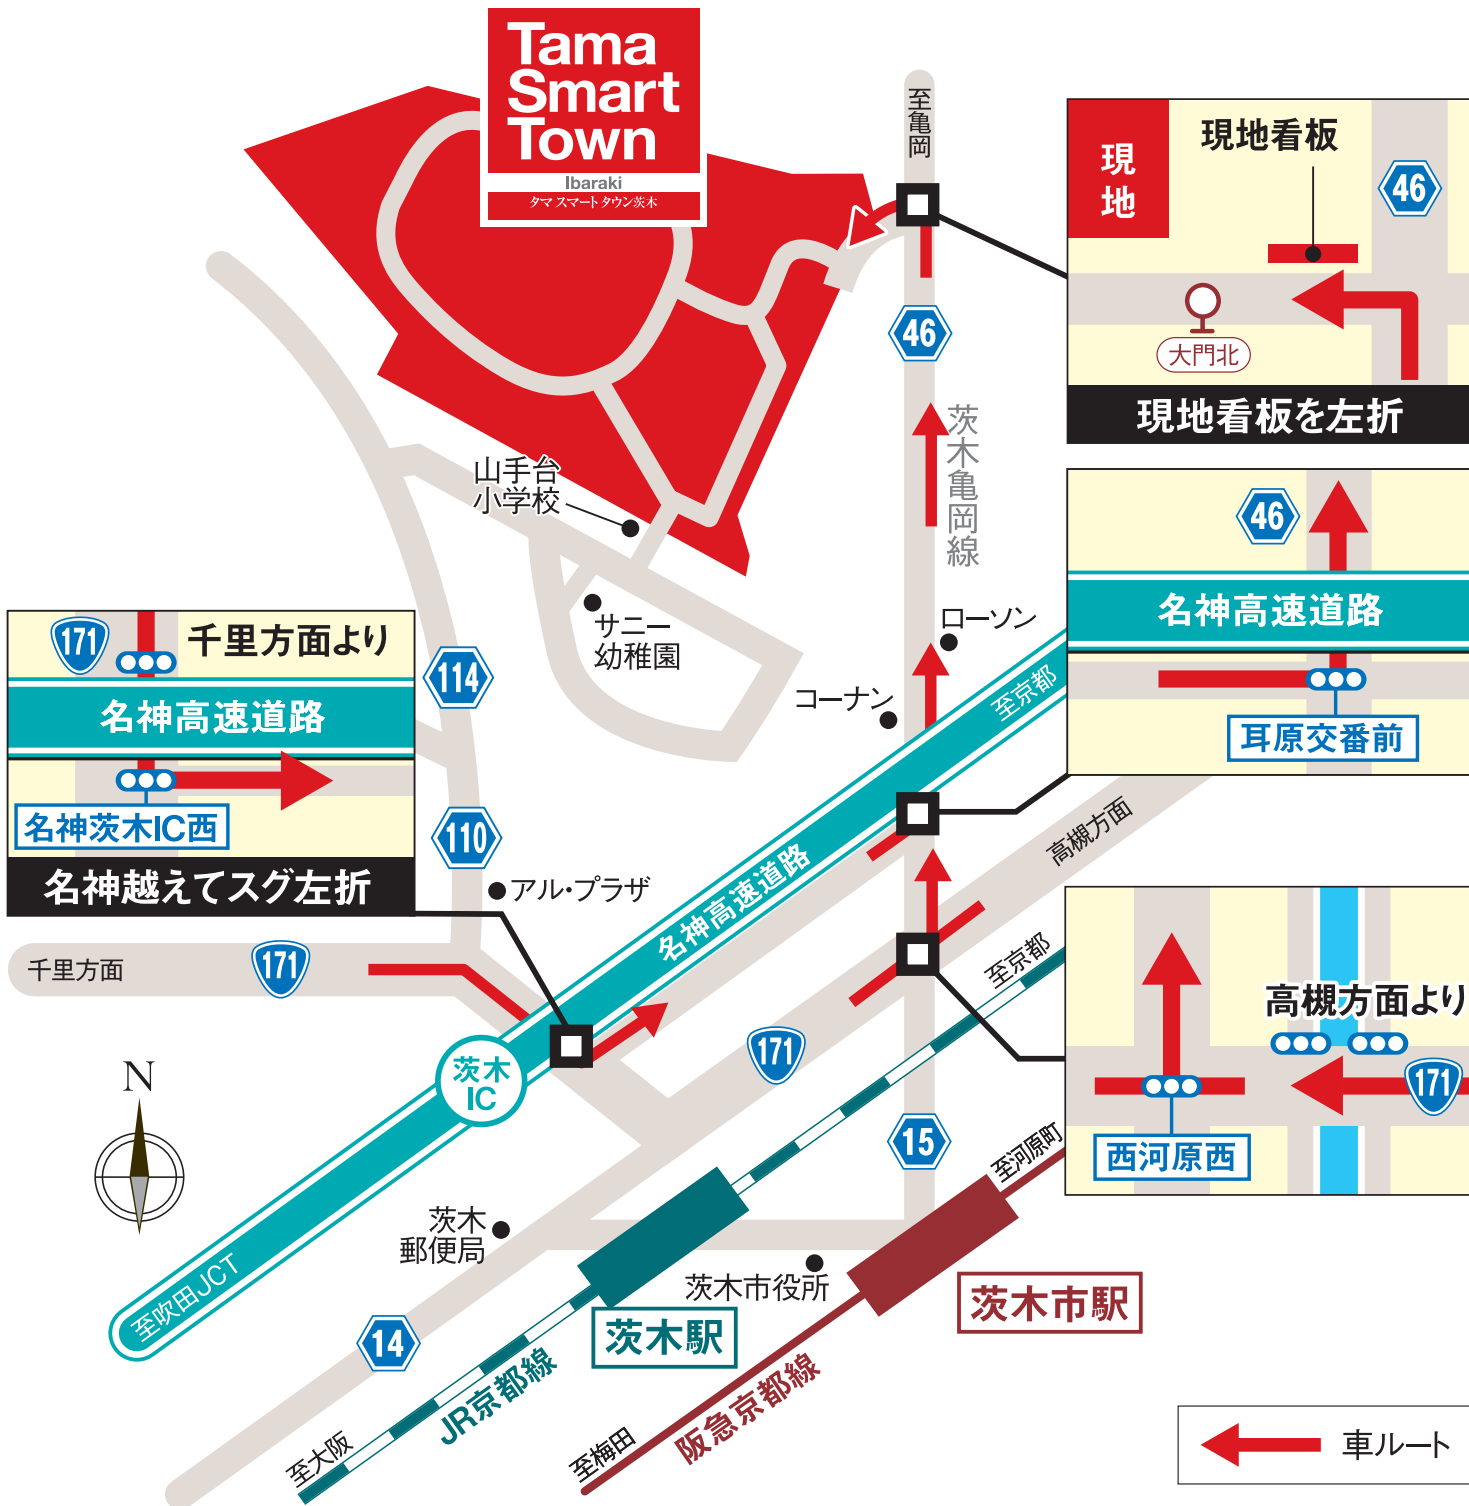 Tama
Smart
Town
Ibaraki
タマ スマートタウン茨木
至亀岡
現地
現地看板
46
大門北
現地看板を左折
46
茨木亀岡線
山手台
小学校
サニー
幼稚園
ローソン
コーナン
至京都
46
名神高速道路
耳原交番前
171
千里方面より
名神高速道路
名神茨木IC西
名神越えてスグ左折
114
110
アル・プラザ
名神高速道路
高槻方面
千里方面
171
至京都
高槻方面より
171
西河原西
茨木
IC
171
15
至河原町
N
茨木
郵便局
茨木市役所
至吹田JCT
14
茨木駅
茨木市駅
JR京都線
阪急京都線
至大阪
至梅田
車ルート